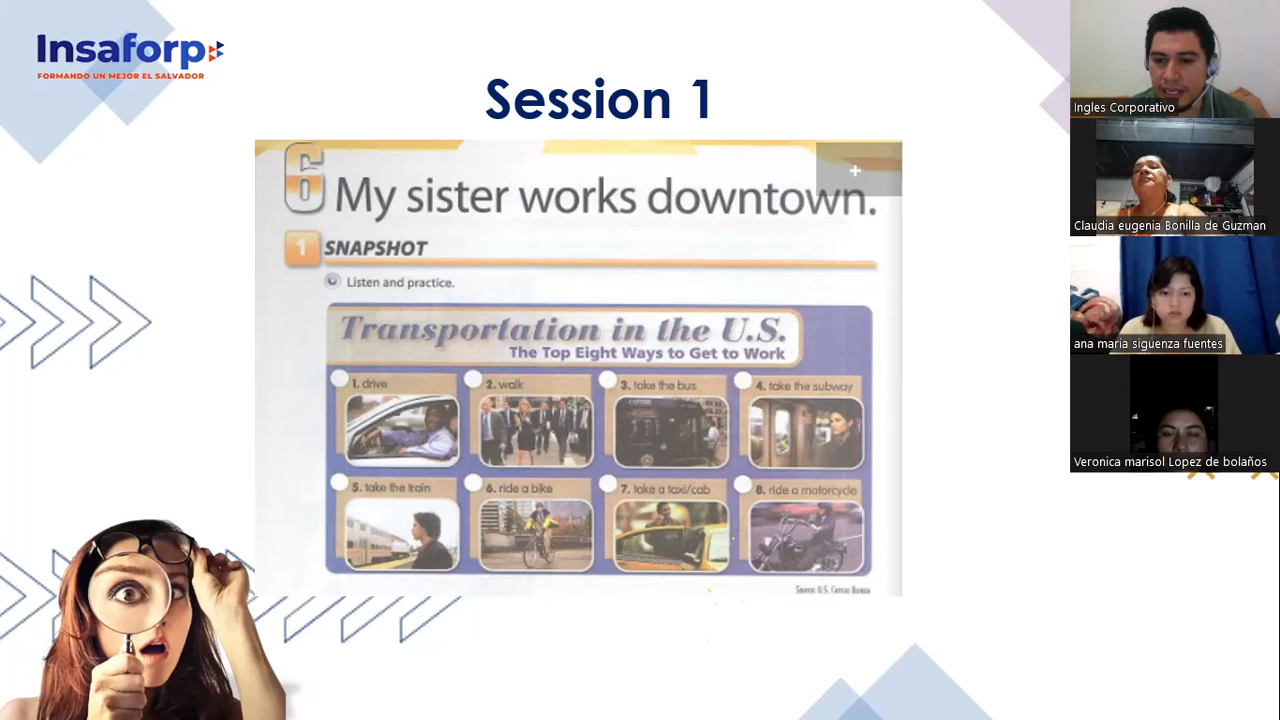 Insaforp
FORMANDO UN MEJOR EL SALVADOR
Session 1
6 My sister works downtown.
1 SNAPSHOT
Listen and practice.
Transportation in the U.S.
The Top Eight Ways to Get to Work
1. drive
2. walk
3. take the bus
4. take the subway
5. take the train
6. ride a bike
7. take a taxi/cab
8. ride a motorcycle
Source: U.S. Census Bureau
Ingles Corporativo
Claudia eugenia Bonilla de Guzman
ana maria siguenza fuentes
Veronica marisol Lopez de bolaños